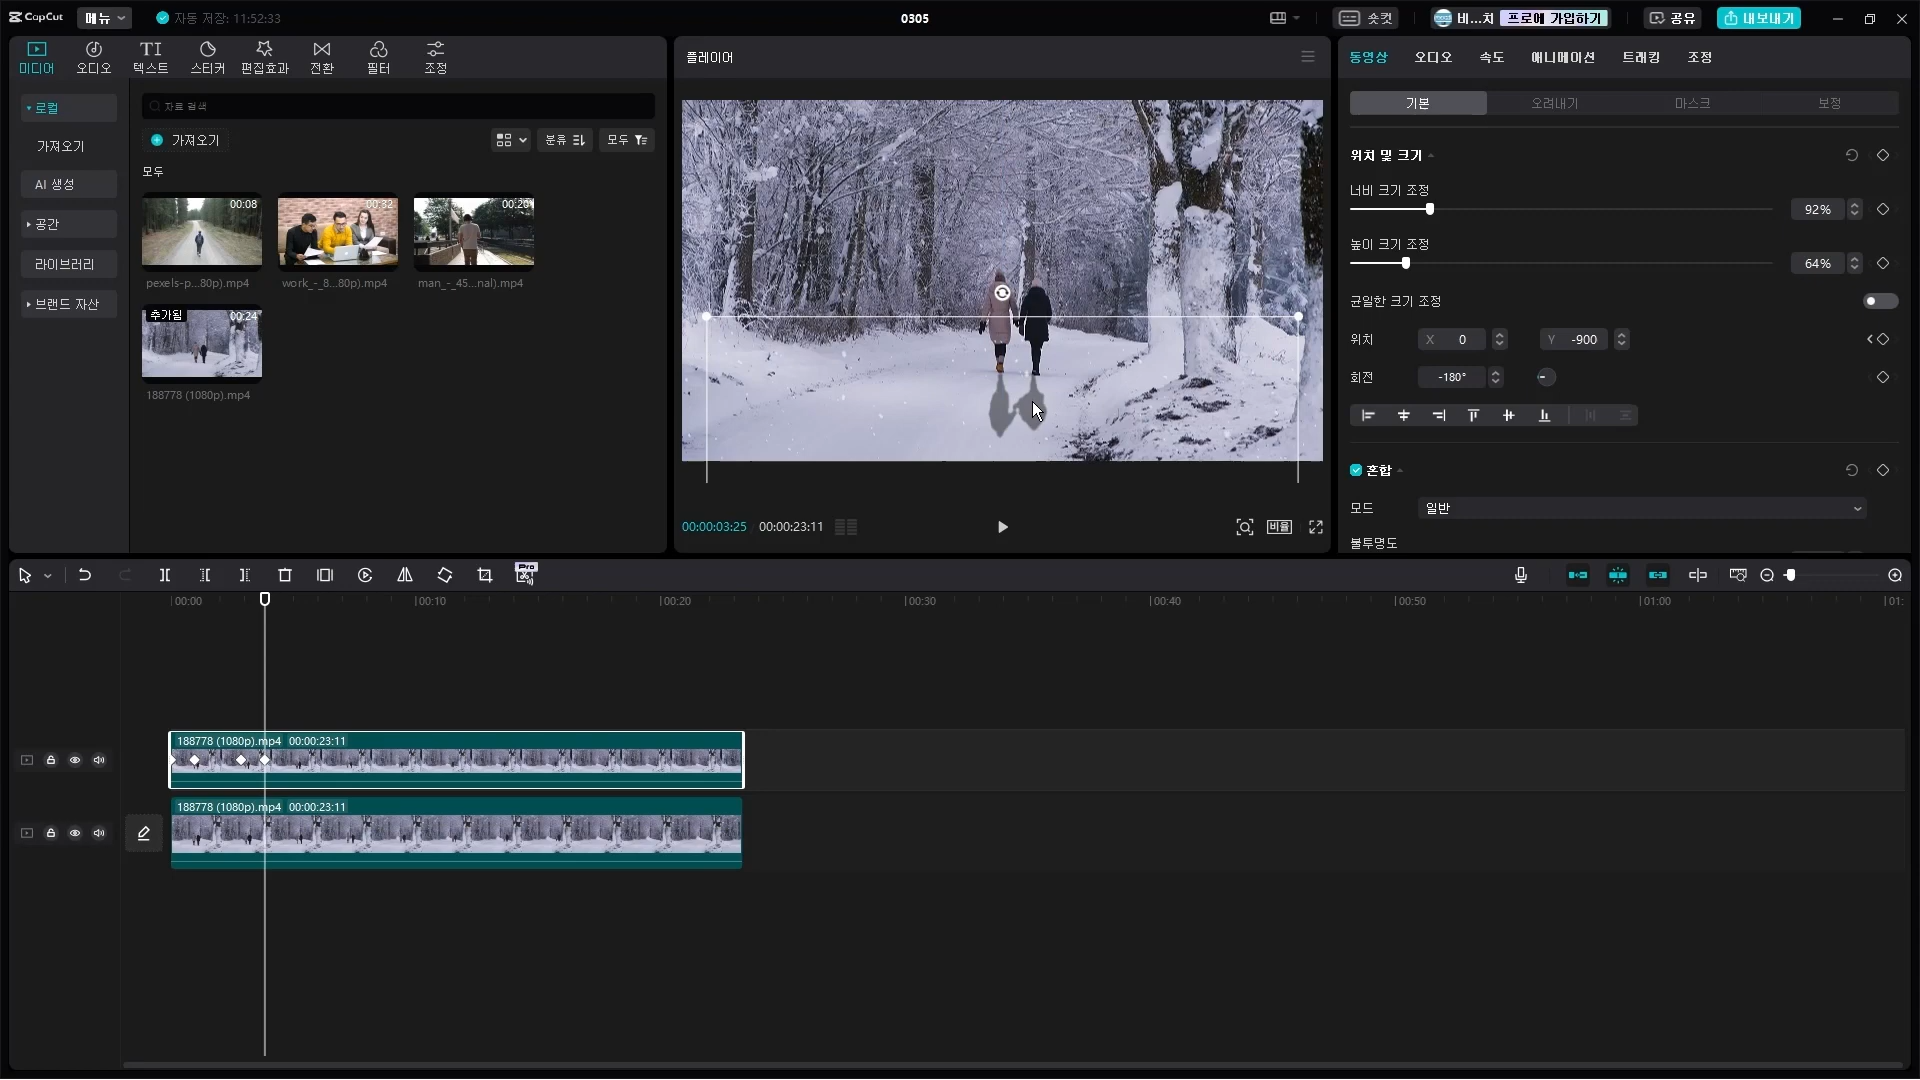 CapCut 메뉴 자동 저장: 11:52:33 0305 숏컷 비...치 프로에 가입하기 공유 내보내기
미디어 오디오 텍스트 스티커 편집효과 전환 필터 조정
로컬
가져오기
AI 생성
공간
라이브러리
브랜드 자산
자료 검색
가져오기 분류 모두
모두
00:08 00:32 00:20
pexels-p...80p).mp4 work_-_8...80p).mp4 man_-_45...nal).mp4
추가됨 00:24
188778 (1080p).mp4
플레이어
00:00:03:25 00:00:23:11 비율
동영상 오디오 속도 애니메이션 트래킹 조정
기본 오려내기 마스크 보정
위치 및 크기
너비 크기 조정
92%
높이 크기 조정
64%
균일한 크기 조정
위치 X 0 Y -900
회전 -180°
혼합
모드 일반
불투명도
Pro
00:00 00:10 00:20 00:30 00:40 00:50 01:00 01:
188778 (1080p).mp4 00:00:23:11
188778 (1080p).mp4 00:00:23:11